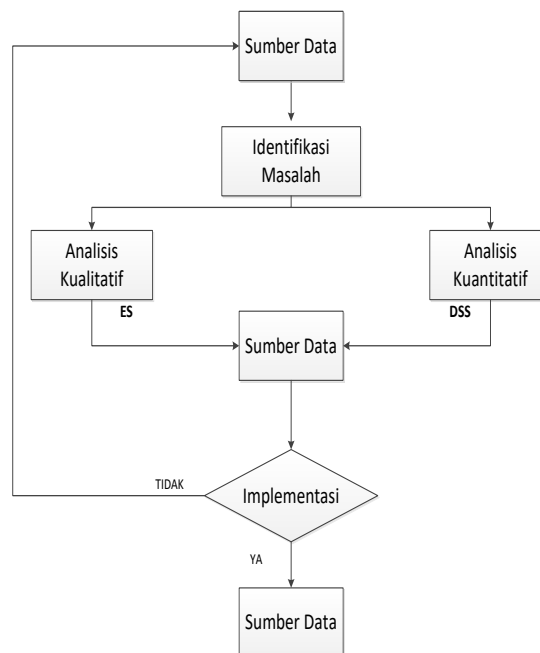 Sumber Data
Identifikasi
Masalah
Analisis
Kualitatif
Analisis
Kuantitatif
ES
DSS
Sumber Data
TIDAK
Implementasi
YA
Sumber Data